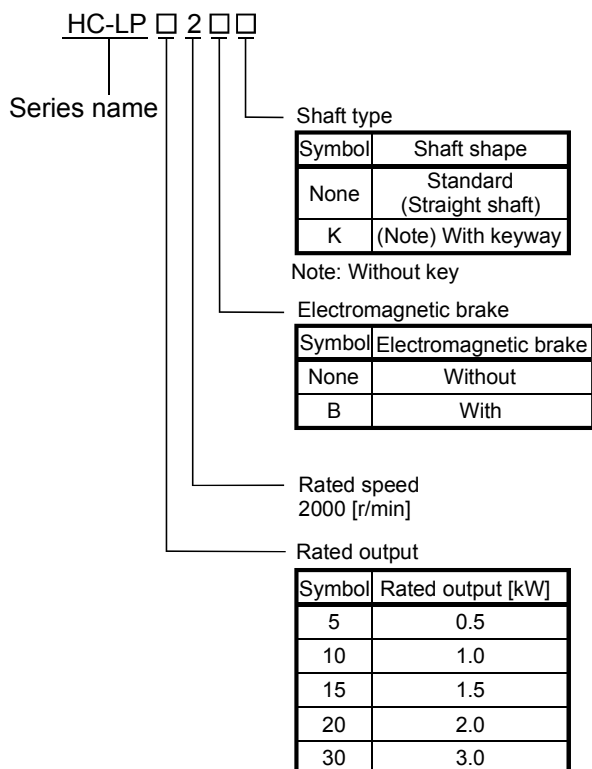 HC-LP □ 2 □ □
Series name
Shaft type
Symbol Shaft shape
None Standard
(Straight shaft)
K (Note) With keyway
Note: Without key
Electromagnetic brake
Symbol Electromagnetic brake
None Without
B With
Rated speed
2000 [r/min]
Rated output
Symbol Rated output [kW]
5 0.5
10 1.0
15 1.5
20 2.0
30 3.0